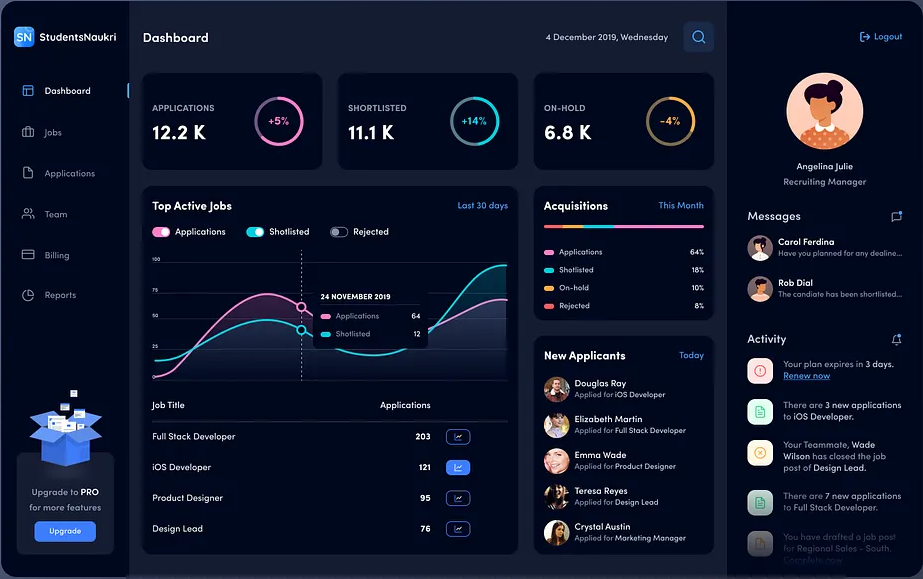 SN StudentsNaukri
Dashboard
Jobs
Applications
Team
Billing
Reports
Upgrade to PRO
for more features
Upgrade
Dashboard
4 December 2019, Wednesday
APPLICATIONS
12.2 K
+5%
SHORTLISTED
11.1 K
+14%
ON-HOLD
6.8 K
-4%
Top Active Jobs
Last 30 days
Applications
Shotlisted
Rejected
100
75
50
25
0
24 NOVEMBER 2019
Applications 64
Shotlisted 12
Job Title Applications
Full Stack Developer 203
iOS Developer 121
Product Designer 95
Design Lead 76
Acquisitions
This Month
Applications 64%
Shotlisted 18%
On-hold 10%
Rejected 8%
New Applicants
Today
Douglas Ray
Applied for iOS Developer
Elizabeth Martin
Applied for Full Stack Developer
Emma Wade
Applied for Product Designer
Teresa Reyes
Applied for Design Lead
Crystal Austin
Applied for Marketing Manager
Logout
Angelina Julie
Recruiting Manager
Messages
Carol Ferdina
Have you planned for any dealine...
Rob Dial
The candiate has been shortlisted...
Activity
Your plan expires in 3 days.
Renew now
There are 3 new applications
to iOS Developer.
Your Teammate, Wade
Wilson has closed the job
post of Design Lead.
There are 7 new applications
to Full Stack Developer.
You have drafted a job post
for Regional Sales - South.
Complete now